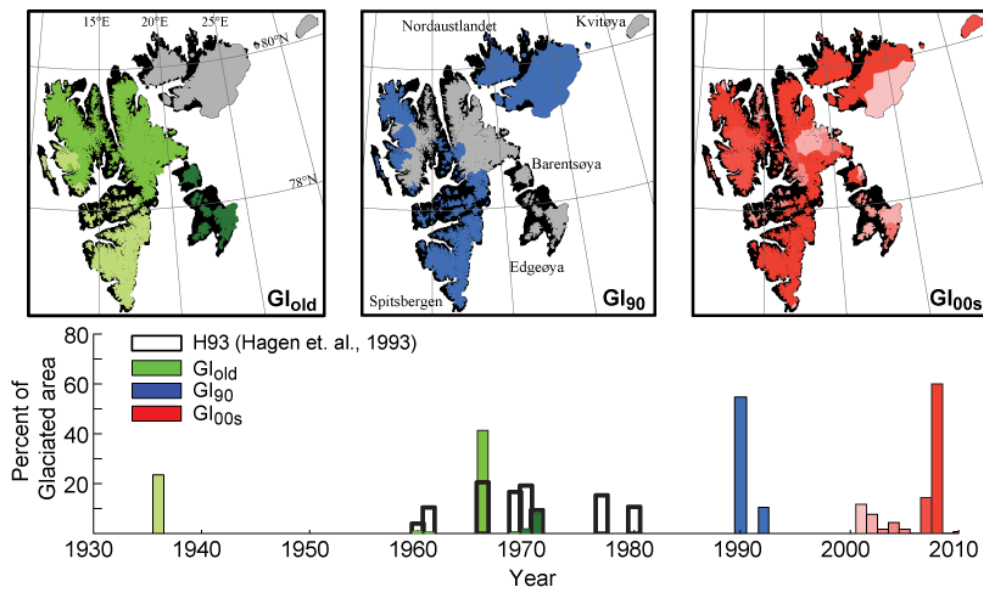 15°E 20°E 25°E
80°N
78°N
GIold
Nordaustlandet
Kvitøya
Barentsøya
Edgeøya
Spitsbergen
GI90
GI00s
Percent of
Glaciated area
80
60
40
20
H93 (Hagen et. al., 1993)
GIold
GI90
GI00s
1930 1940 1950 1960 1970 1980 1990 2000 2010
Year